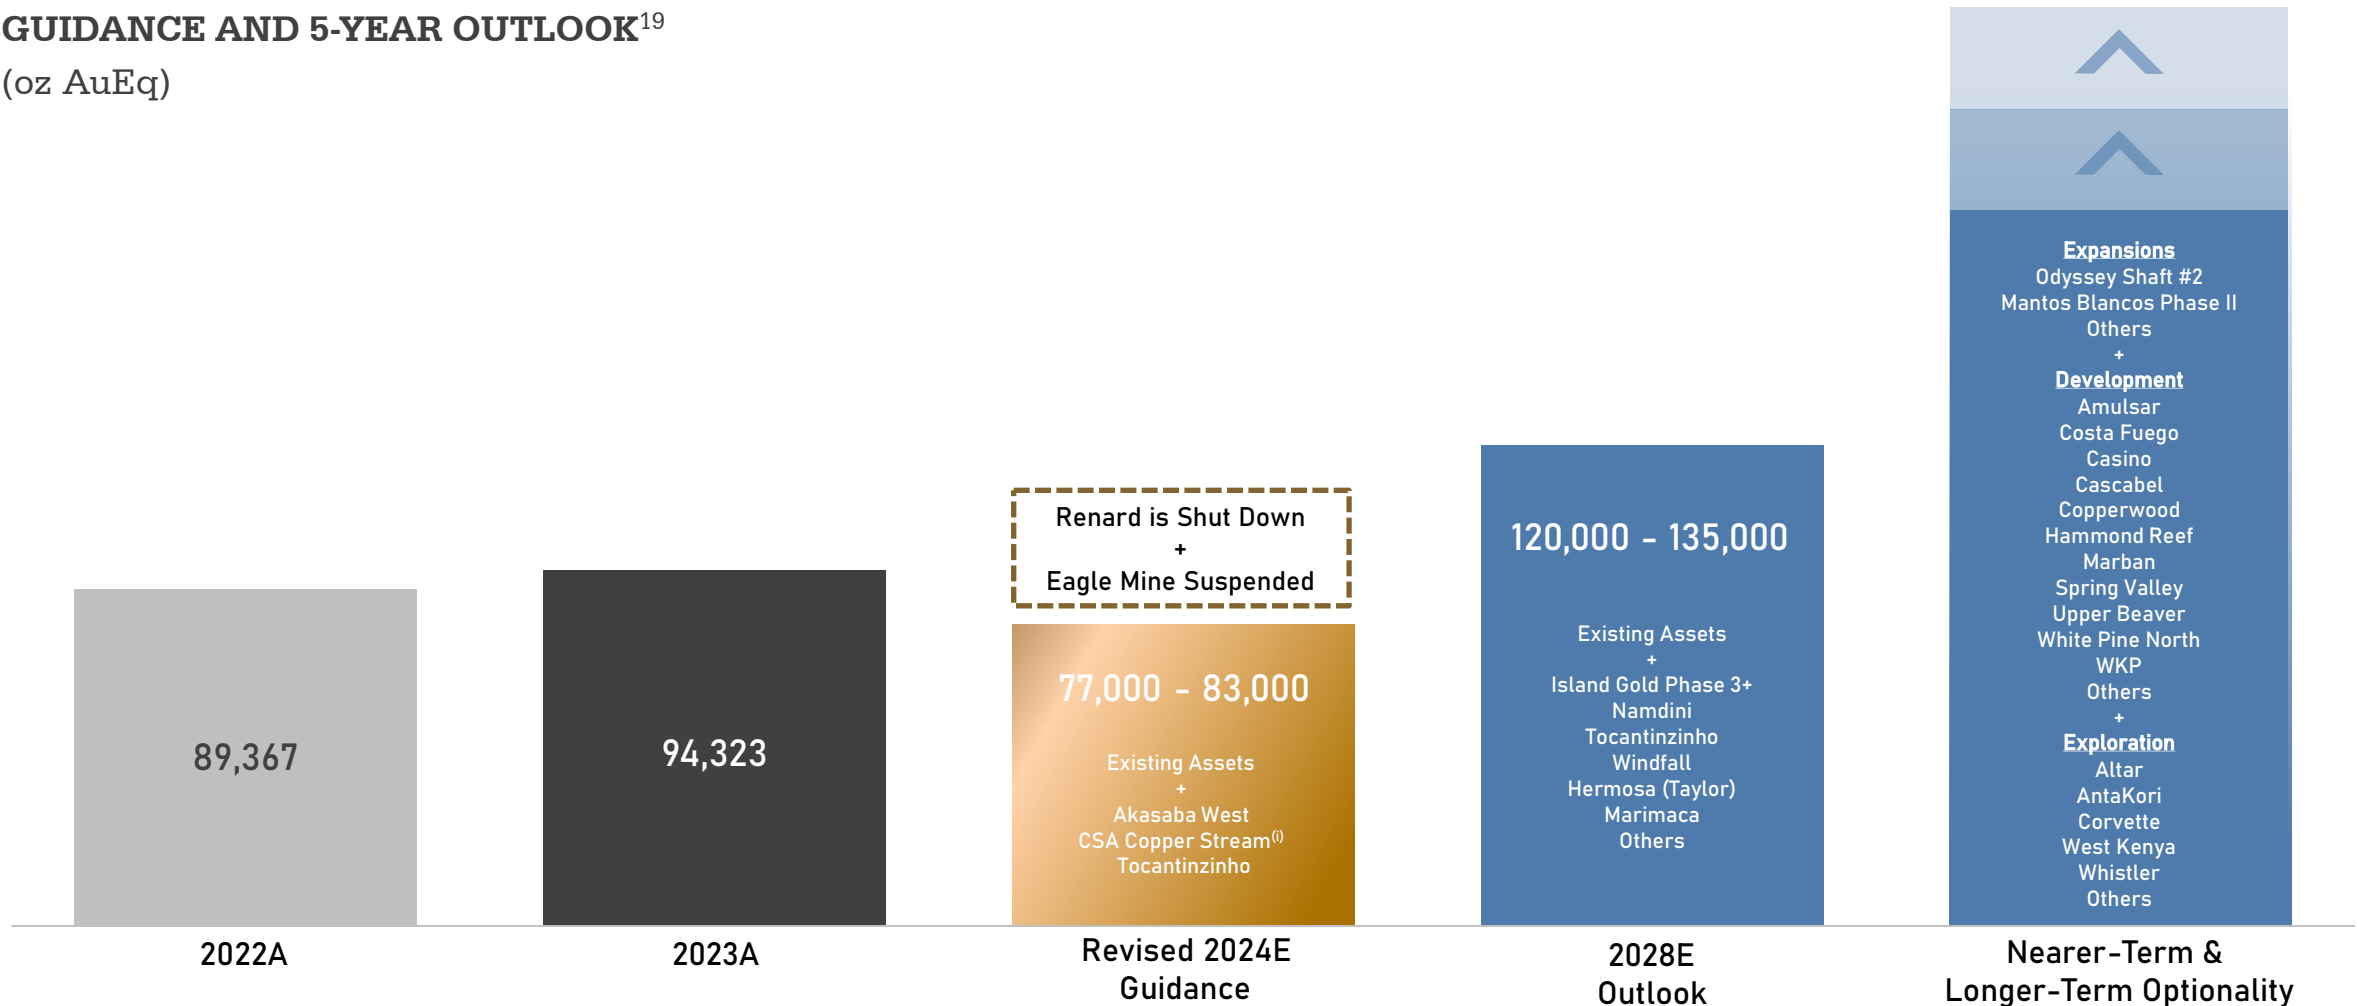 GUIDANCE AND 5-YEAR OUTLOOK19
(oz AuEq)
89,367
2022A
94,323
2023A
Renard is Shut Down
+
Eagle Mine Suspended
77,000 - 83,000
Existing Assets
+
Akasaba West
CSA Copper Stream(i)
Tocantinzinho
Revised 2024E
Guidance
120,000 - 135,000
Existing Assets
+
Island Gold Phase 3+
Namdini
Tocantinzinho
Windfall
Hermosa (Taylor)
Marimaca
Others
2028E
Outlook
Expansions
Odyssey Shaft #2
Mantos Blancos Phase II
Others
+
Development
Amulsar
Costa Fuego
Casino
Cascabel
Copperwood
Hammond Reef
Marban
Spring Valley
Upper Beaver
White Pine North
WKP
Others
+
Exploration
Altar
AntaKori
Corvette
West Kenya
Whistler
Others
Nearer-Term &
Longer-Term Optionality